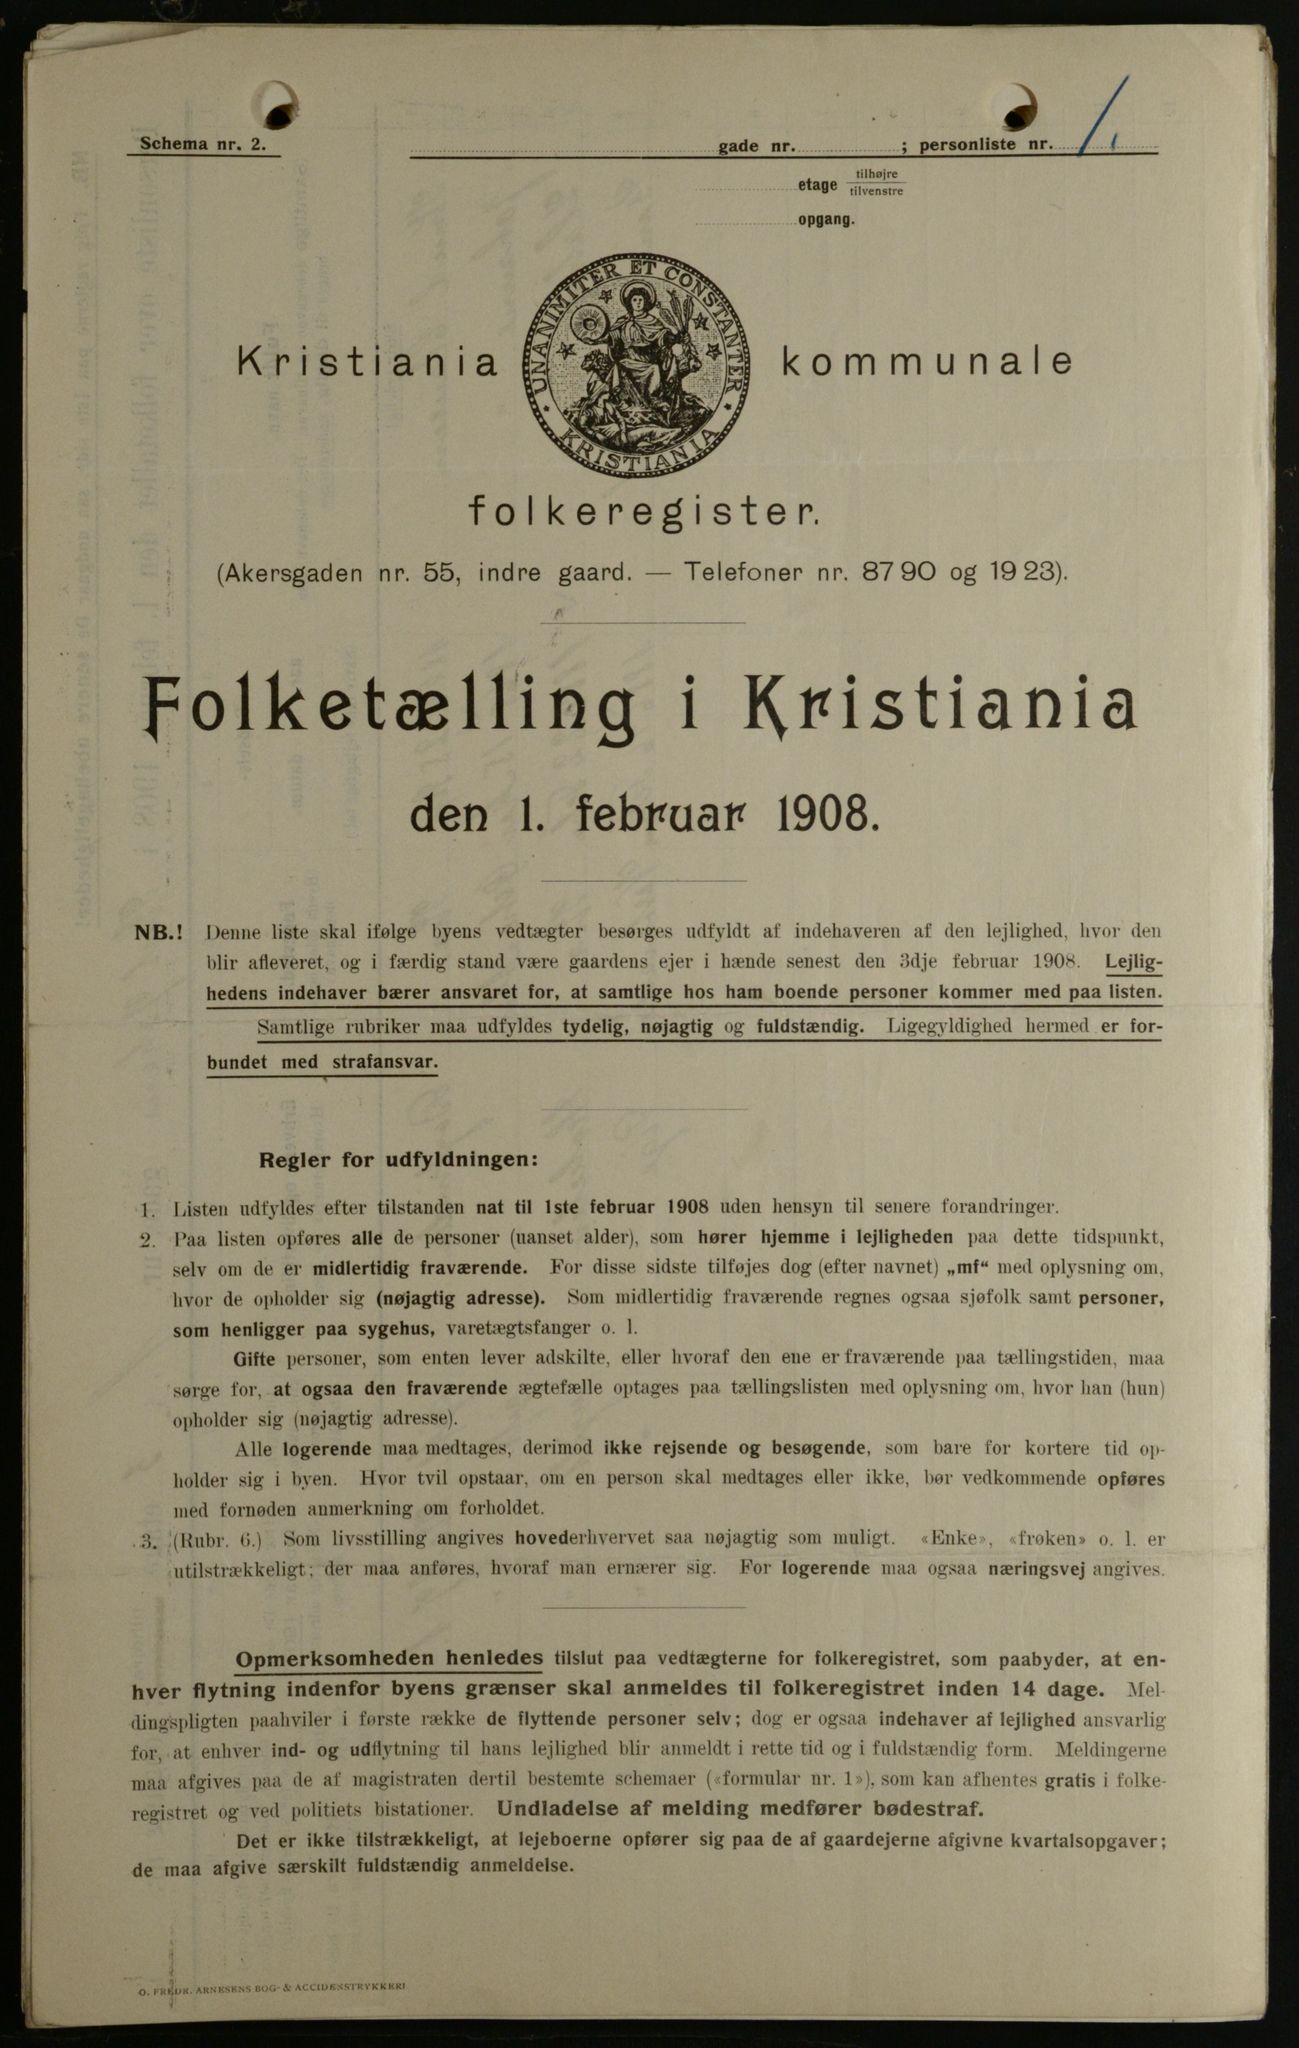 Schema nr. 2.
gade nr. ; personliste nr. 1.
etage tilhøjre
tilvenstre
opgang.
UNANIMITER ET CONSTANTER
KRISTIANIA
Kristiania kommunale
folkeregister.
(Akersgaden nr. 55, indre gaard. — Telefoner nr. 87 90 og 19 23).
Folketælling i Kristiania
den 1. februar 1908.
NB.! Denne liste skal ifølge byens vedtægter besørges udfyldt af indehaveren af den lejlighed, hvor den
blir afleveret, og i færdig stand være gaardens ejer i hænde senest den 3dje februar 1908. Lejlig-
hedens indehaver bærer ansvaret for, at samtlige hos ham boende personer kommer med paa listen.
Samtlige rubriker maa udfyldes tydelig, nøjagtig og fuldstændig. Ligegyldighed hermed er for-
bundet med strafansvar.
Regler for udfyldningen:
1. Listen udfyldes efter tilstanden nat til 1ste februar 1908 uden hensyn til senere forandringer.
2. Paa listen opføres alle de personer (uanset alder), som hører hjemme i lejligheden paa dette tidspunkt,
selv om de er midlertidig fraværende. For disse sidste tilføjes dog (efter navnet) „mf“ med oplysning om,
hvor de opholder sig (nøjagtig adresse). Som midlertidig fraværende regnes ogsaa sjøfolk samt personer,
som henligger paa sygehus, varetægtsfanger o. l.
Gifte personer, som enten lever adskilte, eller hvoraf den ene er fraværende paa tællingstiden, maa
sørge for, at ogsaa den fraværende ægtefælle optages paa tællingslisten med oplysning om, hvor han (hun)
opholder sig (nøjagtig adresse).
Alle logerende maa medtages, derimod ikke rejsende og besøgende, som bare for kortere tid op-
holder sig i byen. Hvor tvil opstaar, om en person skal medtages eller ikke, bør vedkommende opføres
med fornøden anmerkning om forholdet.
3. (Rubr. 6.) Som livsstilling angives hovederhvervet saa nøjagtig som muligt. «Enke», «frøken» o. l. er
utilstrækkeligt; der maa anføres, hvoraf man ernærer sig. For logerende maa ogsaa næringsvej angives.
Opmerksomheden henledes tilslut paa vedtægterne for folkeregistret, som paabyder, at en-
hver flytning indenfor byens grænser skal anmeldes til folkeregistret inden 14 dage. Mel-
dingspligten paahviler i første række de flyttende personer selv; dog er ogsaa indehaver af lejlighed ansvarlig
for, at enhver ind- og udflytning til hans lejlighed blir anmeldt i rette tid og i fuldstændig form. Meldingerne
maa afgives paa de af magistraten dertil bestemte schemaer («formular nr. 1»), som kan afhentes gratis i folke-
registret og ved politiets bistationer. Undladelse af melding medfører bødestraf.
Det er ikke tilstrækkeligt, at lejeboerne opfører sig paa de af gaardejerne afgivne kvartalsopgaver;
de maa afgive særskilt fuldstændig anmeldelse.
O. FREDR. ARNESENS BOG- & ACCIDENSTRYKKERI